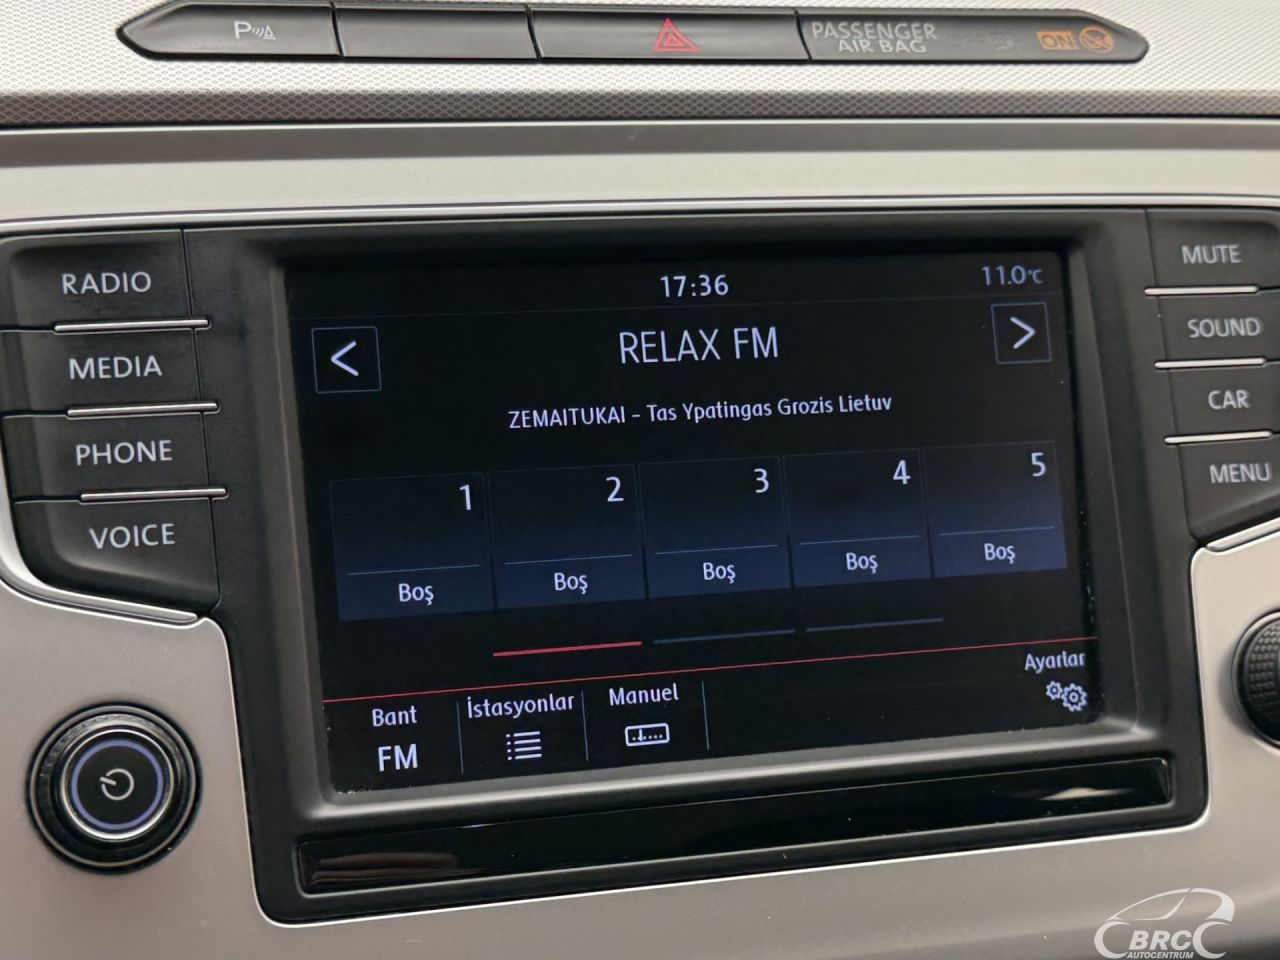 P
PASSENGER
AIR BAG
ON
RADIO
MEDIA
PHONE
VOICE
17:36
11.0°C
<
RELAX FM
>
ZEMAITUKAI - Tas Ypatingas Grozis Lietuv
1
2
3
4
5
Boş
Boş
Boş
Boş
Boş
Bant
FM
İstasyonlar
Manuel
Ayarlar
MUTE
SOUND
CAR
MENU
BRC
AUTOCENTRUM